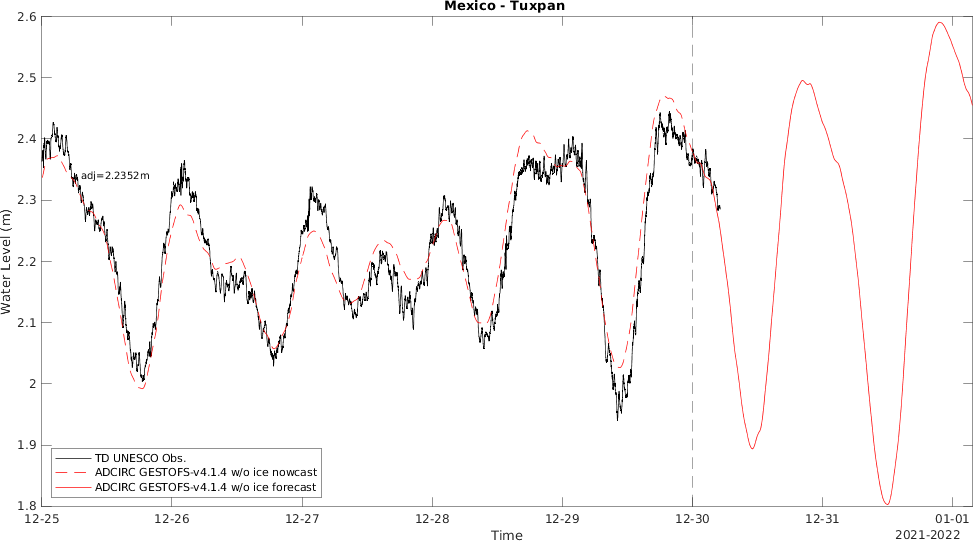 Mexico - Tuxpan
2.6
2.5
2.4
2.3
2.2
2.1
2
1.9
1.8
Water Level (m)
adj=2.2352m
TD UNESCO Obs.
ADCIRC GESTOFS-v4.1.4 w/o ice nowcast
ADCIRC GESTOFS-v4.1.4 w/o ice forecast
12-25 12-26 12-27 12-28 12-29 12-30 12-31 01-01
Time
2021-2022